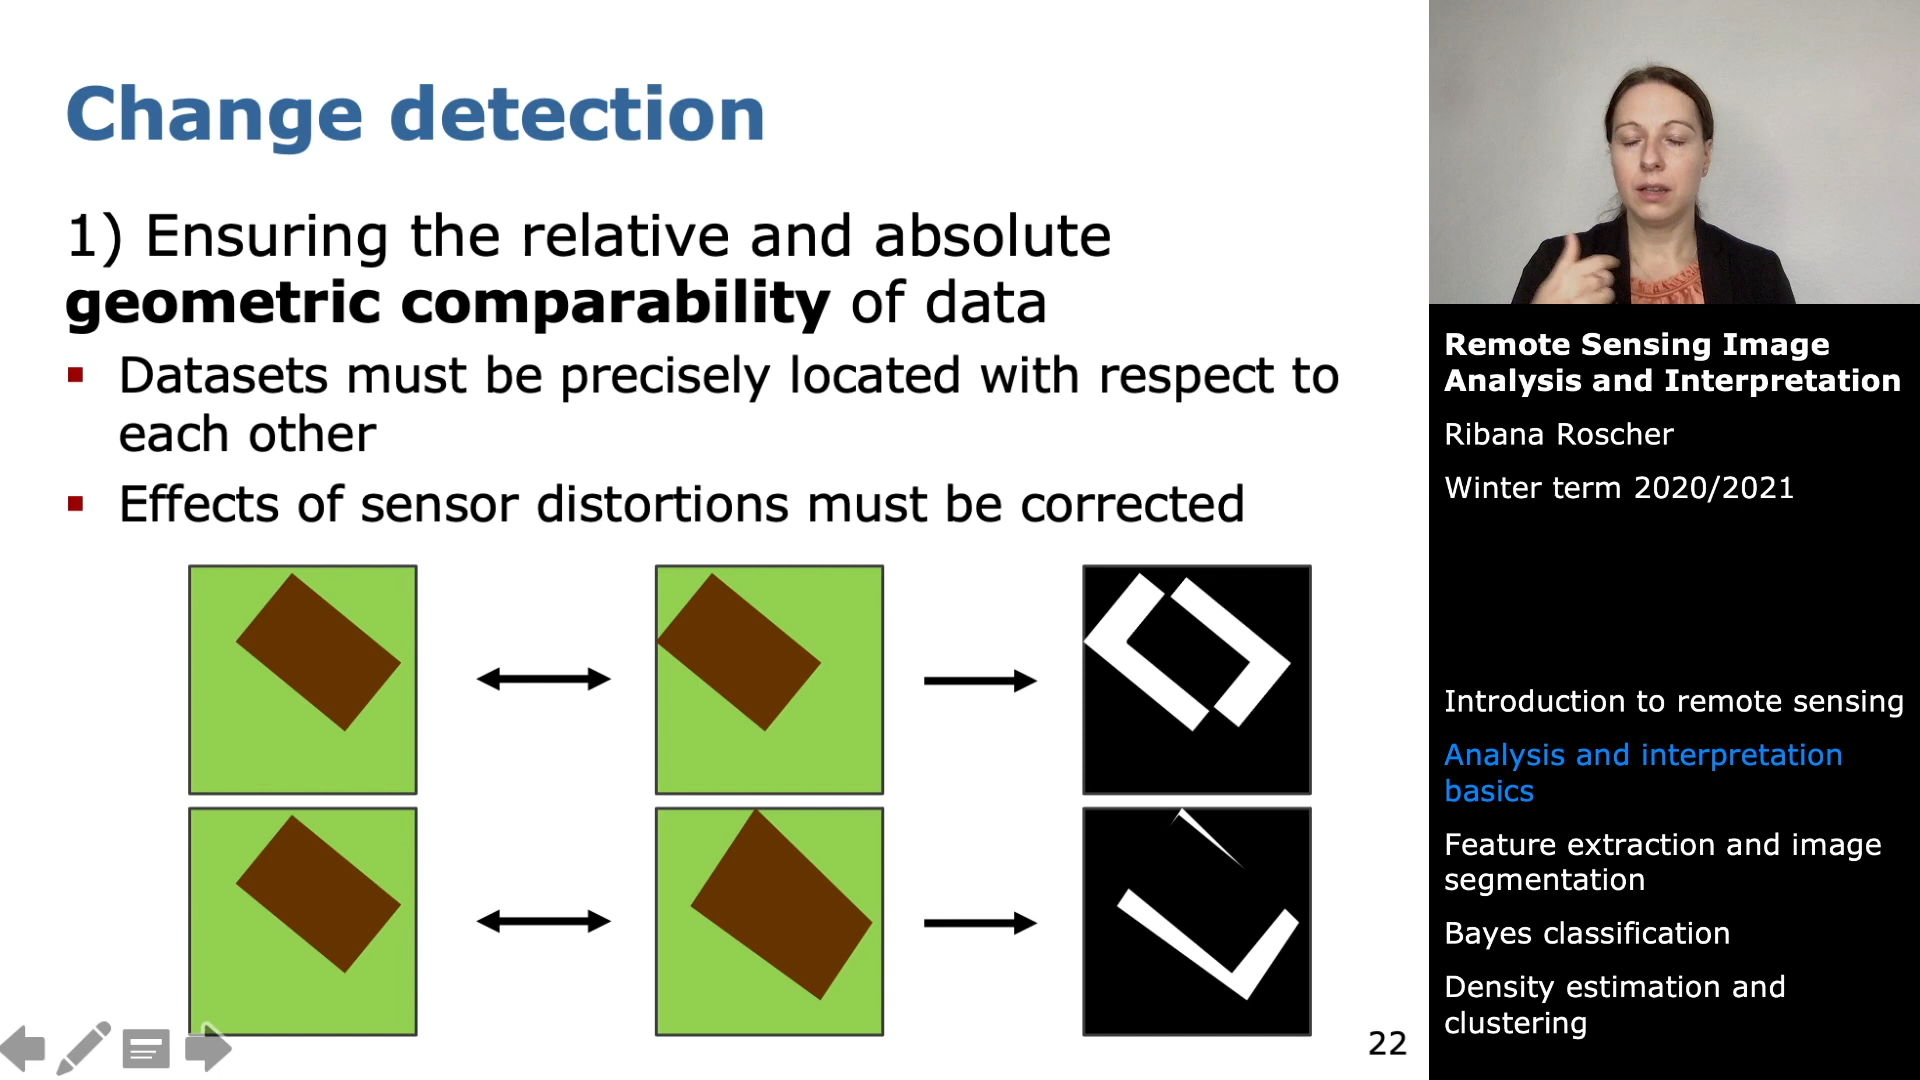 Change detection
1) Ensuring the relative and absolute
geometric comparability of data
Datasets must be precisely located with respect to
each other
Effects of sensor distortions must be corrected
22
Remote Sensing Image
Analysis and Interpretation
Ribana Roscher
Winter term 2020/2021
Introduction to remote sensing
Analysis and interpretation
basics
Feature extraction and image
segmentation
Bayes classification
Density estimation and
clustering